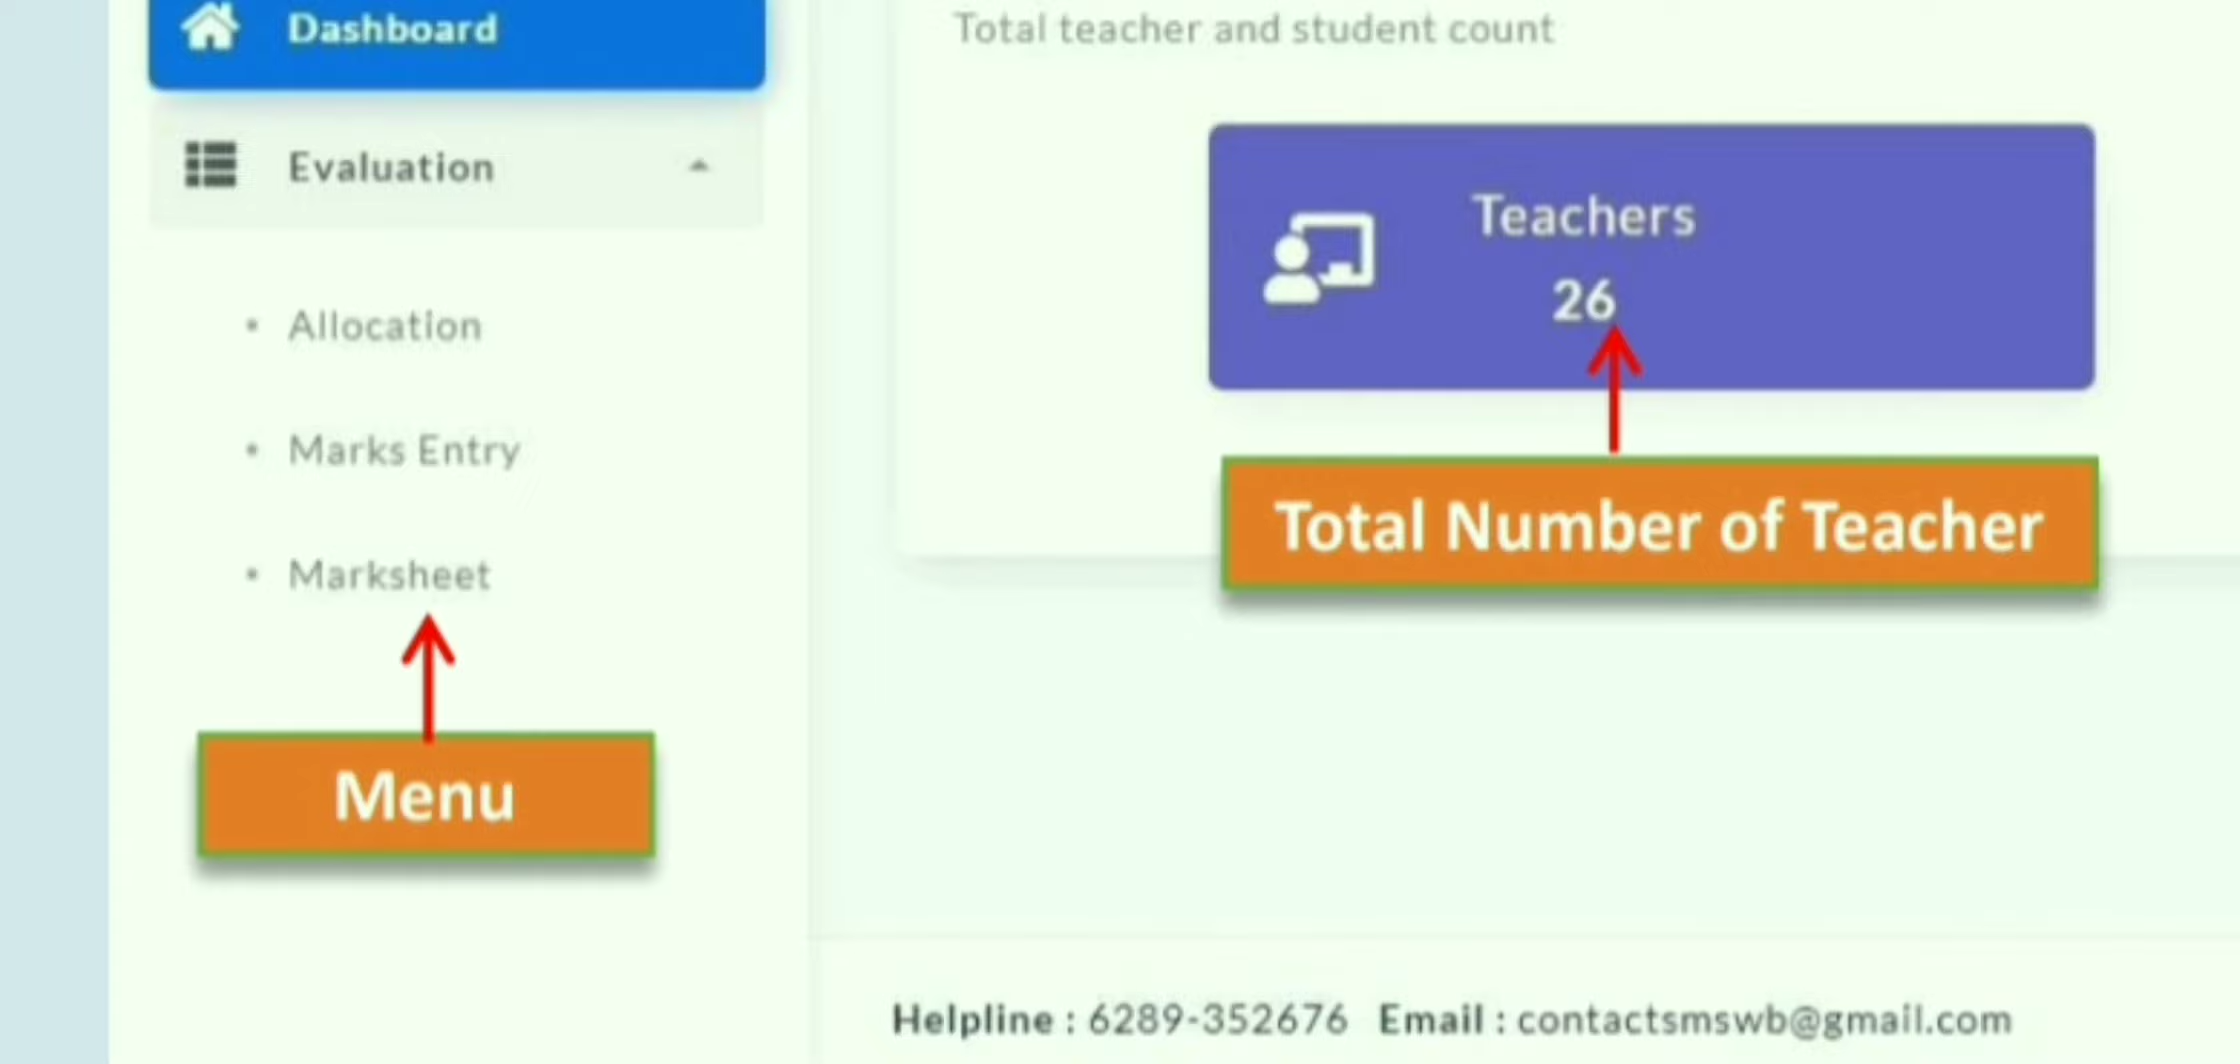 Dashboard
Evaluation
• Allocation
• Marks Entry
• Marksheet
Menu
Total teacher and student count
Teachers
26
Total Number of Teacher
Helpline : 6289-352676 Email : contactsmswb@gmail.com